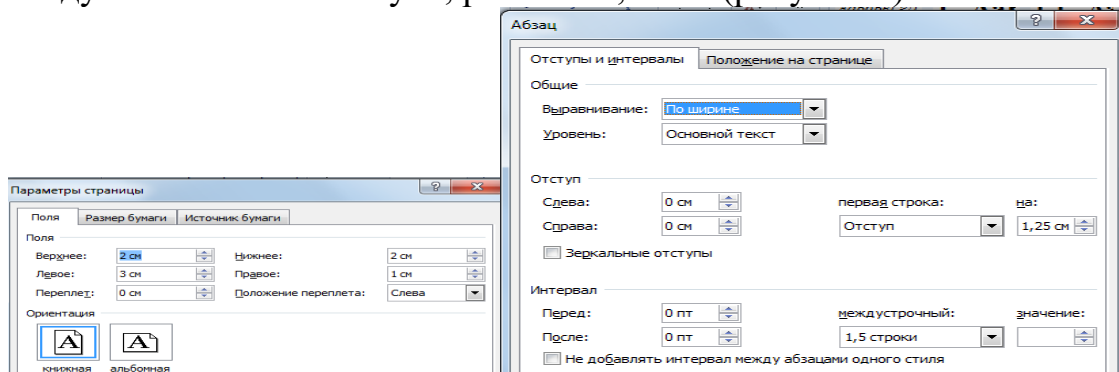 Абзац
Отступы и интервалы Положение на странице
Общие
Выравнивание: По ширине
Уровень: Основной текст
Отступ
Слева: 0 см первая строка: на:
Справа: 0 см Отступ 1,25 см
Зеркальные отступы
Интервал
Перед: 0 пт междустрочный: значение:
После: 0 пт 1,5 строки
Не добавлять интервал между абзацами одного стиля
Параметры страницы
Поля Размер бумаги Источник бумаги
Поля
Верхнее: 2 см Нижнее: 2 см
Левое: 3 см Правое: 1 см
Переплет: 0 см Положение переплета: Слева
Ориентация
A A
книжная альбомная